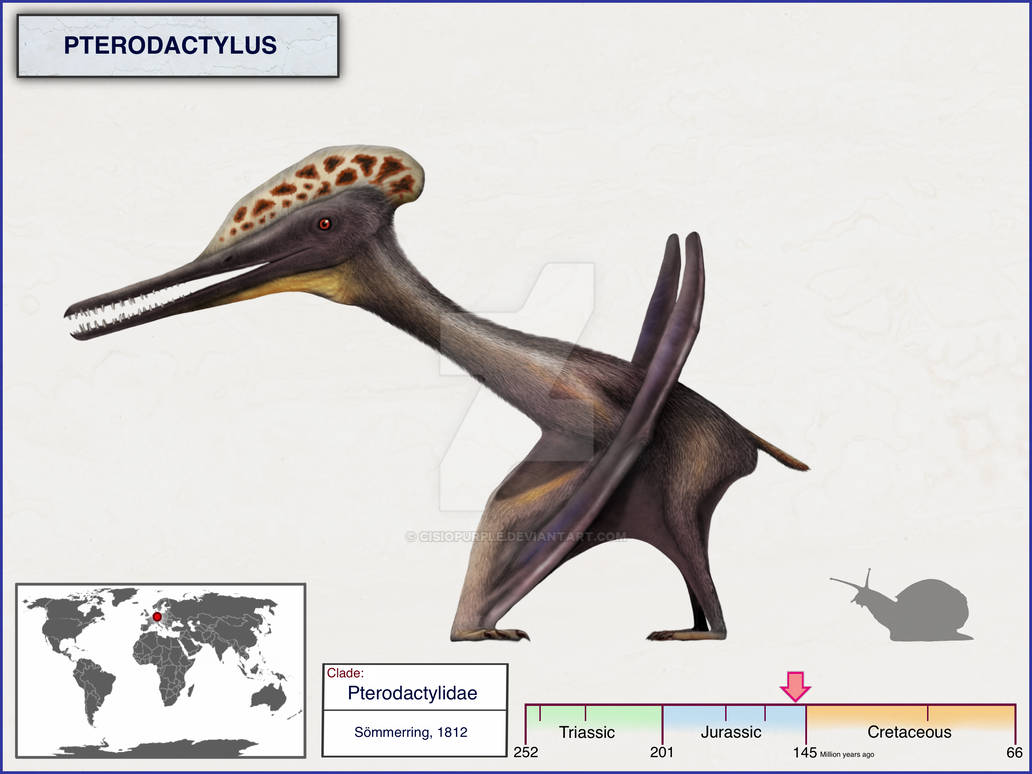 PTERODACTYLUS
© CISIOPURPLE.DEVIANTART.COM
Clade:
Pterodactylidae
Sömmerring, 1812
Triassic
Jurassic
Cretaceous
252
201
145 Million years ago
66